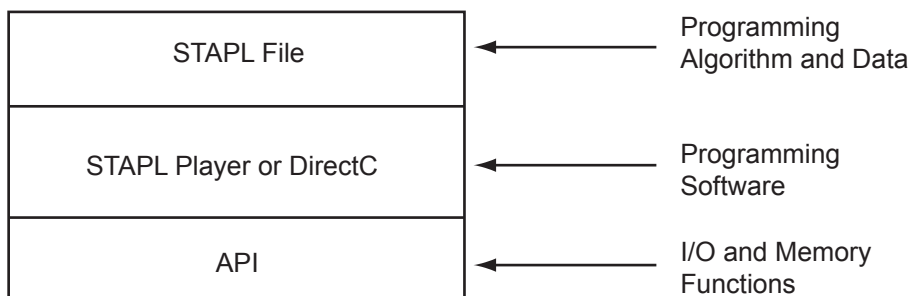 STAPL File
Programming
Algorithm and Data
STAPL Player or DirectC
Programming
Software
API
I/O and Memory
Functions